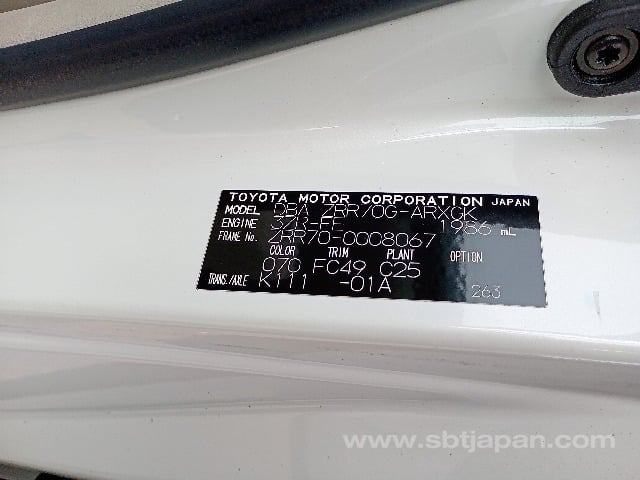 TOYOTA MOTOR CORPORATION JAPAN
MODEL DBA-ZRR70G-ARXGK
ENGINE 3ZR-FE 1986 mL
FRAME No. ZRR70-0008067
COLOR TRIM PLANT OPTION
070 FC49 C25
TRANS./AXLE K111 -01A
263
www.sbtjapan.com